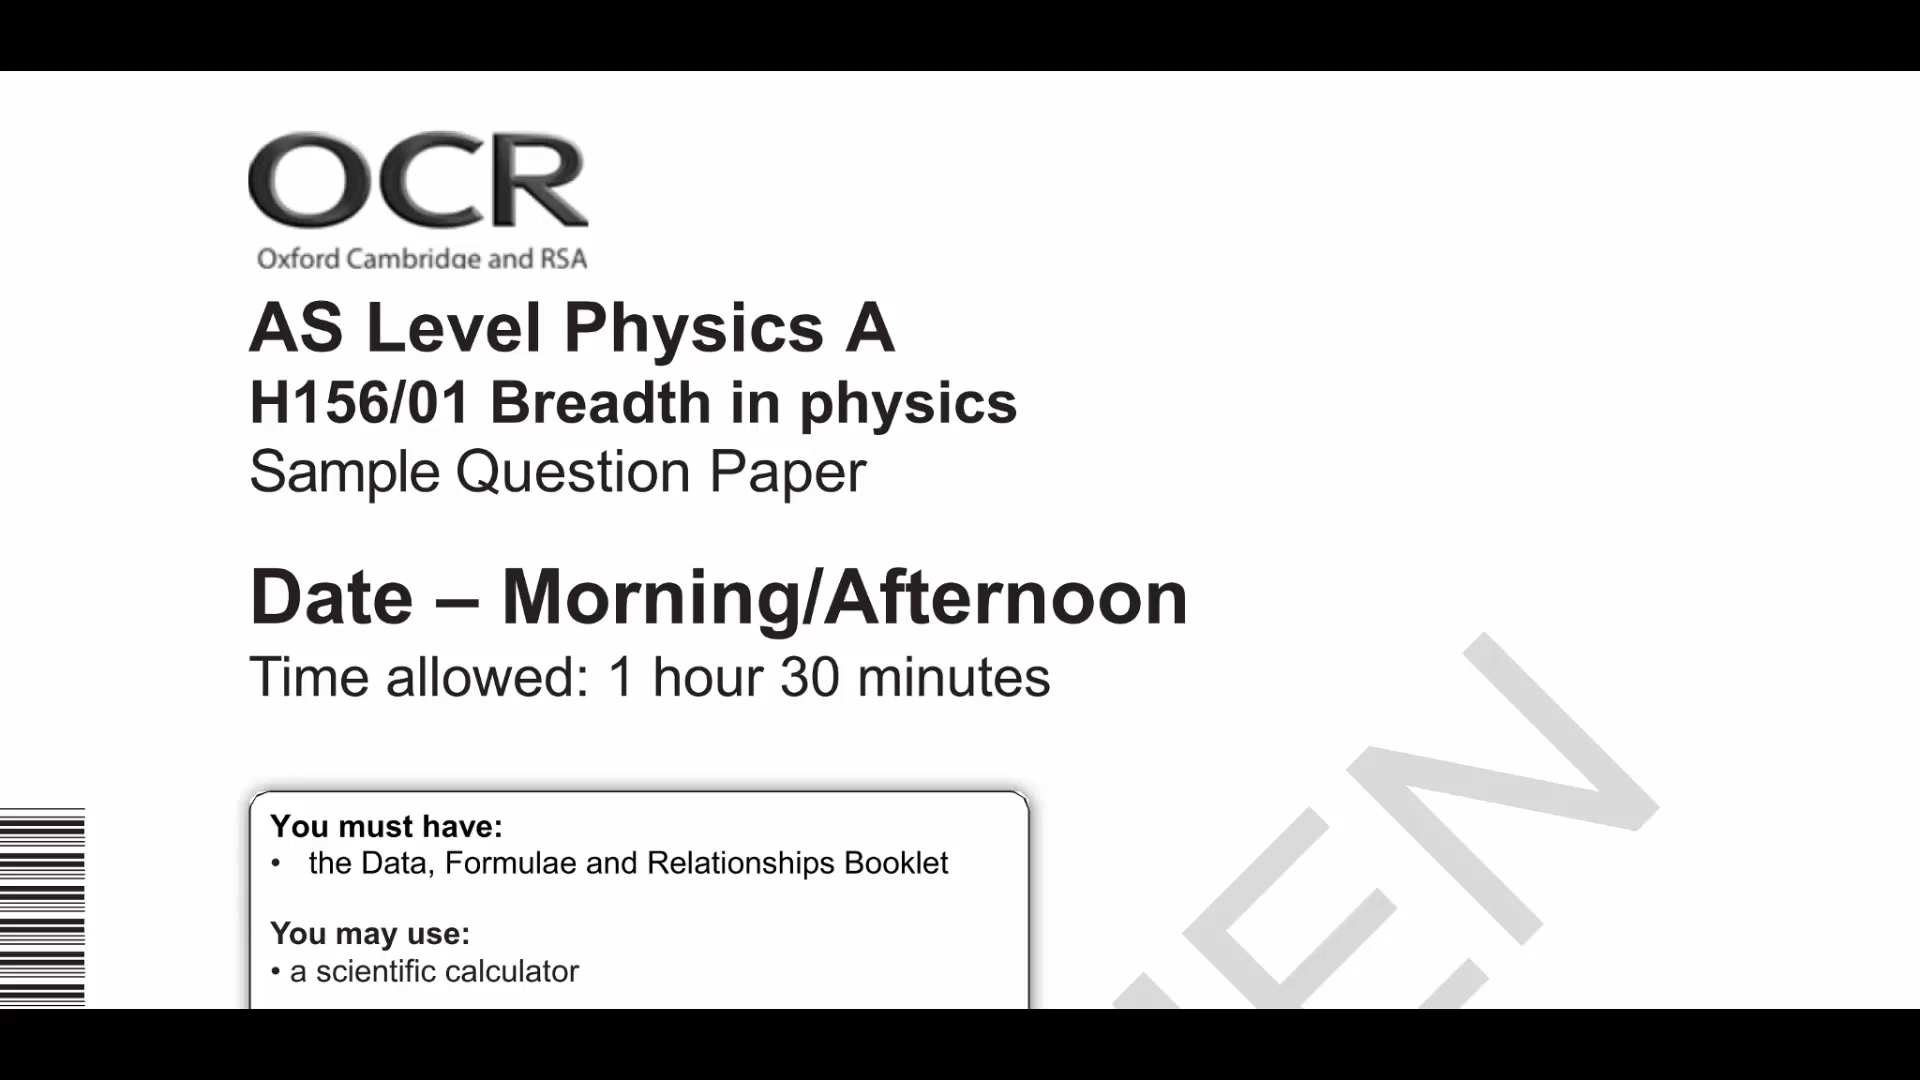 OCR
Oxford Cambridge and RSA
AS Level Physics A
H156/01 Breadth in physics
Sample Question Paper
Date – Morning/Afternoon
Time allowed: 1 hour 30 minutes
You must have:
• the Data, Formulae and Relationships Booklet
You may use:
• a scientific calculator
EN